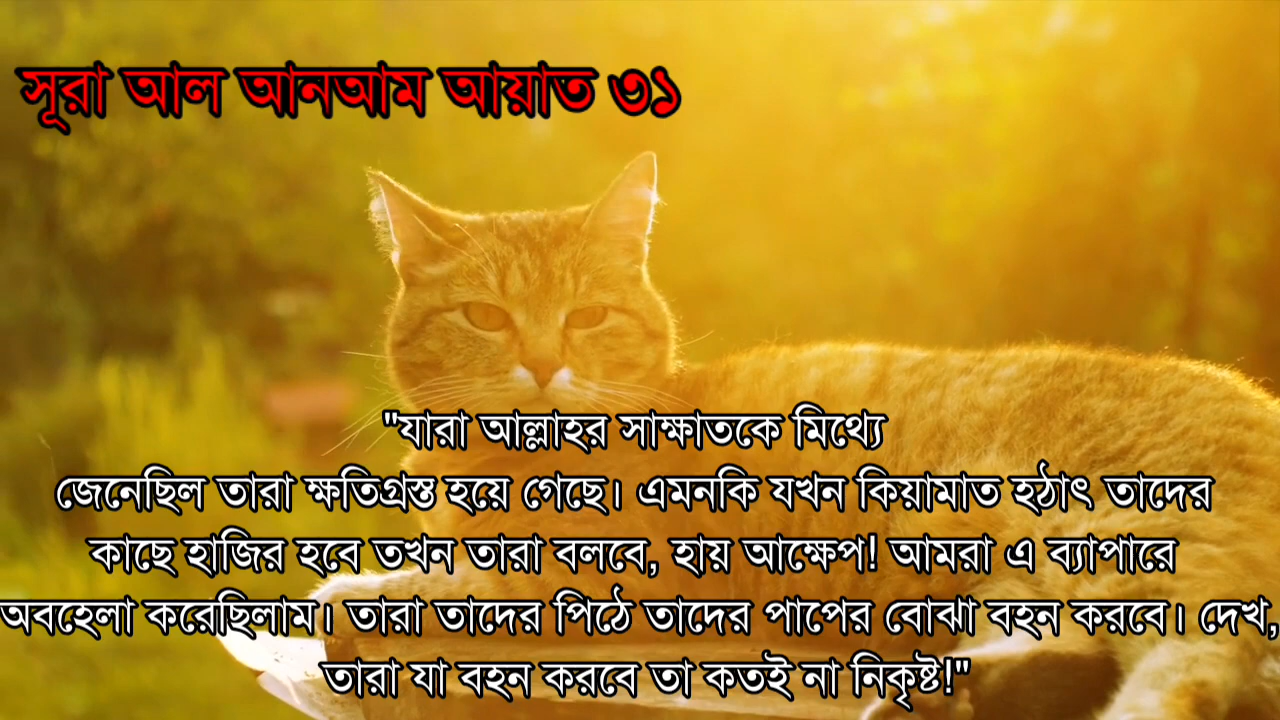 সূরা আল আনআম আয়াত ৩১
"যারা আল্লাহর সাক্ষাতকে মিথ্যে
জেনেছিল তারা ক্ষতিগ্রস্ত হয়ে গেছে। এমনকি যখন কিয়ামাত হঠাৎ তাদের
কাছে হাজির হবে তখন তারা বলবে, হায় আক্ষেপ! আমরা এ ব্যাপারে
অবহেলা করেছিলাম। তারা তাদের পিঠে তাদের পাপের বোঝা বহন করবে। দেখ,
তারা যা বহন করবে তা কতই না নিকৃষ্ট!"